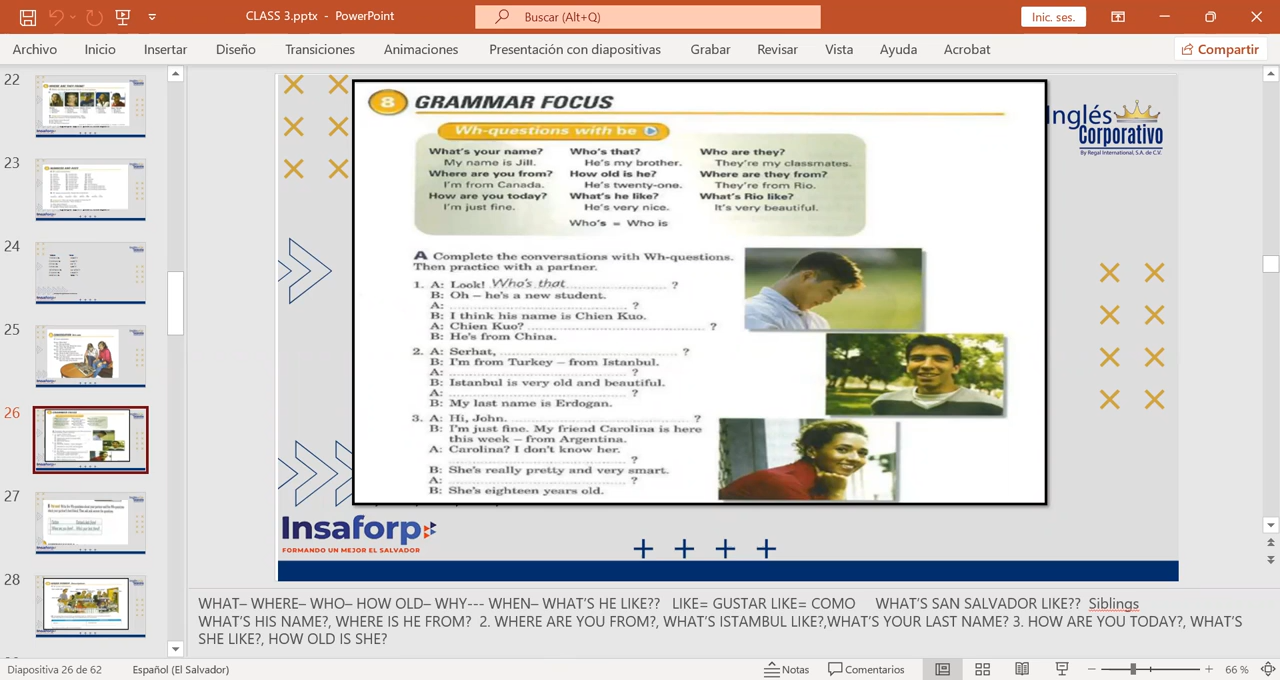 CLASS 3.pptx - PowerPoint
Buscar (Alt+Q)
Inic. ses.
Archivo Inicio Insertar Diseño Transiciones Animaciones Presentación con diapositivas Grabar Revisar Vista Ayuda Acrobat
Compartir
22
23
24
25
26
27
28
8 GRAMMAR FOCUS
Wh-questions with be
What's your name? Who's that? Who are they?
My name is Jill. He's my brother. They're my classmates.
Where are you from? How old is he? Where are they from?
I'm from Canada. He's twenty-one. They're from Rio.
How are you today? What's he like? What's Rio like?
I'm just fine. He's very nice. It's very beautiful.
Who's = Who is
A Complete the conversations with Wh-questions.
Then practice with a partner.
1. A: Look! Who's that ?
B: Oh – he's a new student.
A: ?
B: I think his name is Chien Kuo.
A: Chien Kuo? ?
B: He's from China.
2. A: Serhat, ?
B: I'm from Turkey – from Istanbul.
A: ?
B: Istanbul is very old and beautiful.
A: ?
B: My last name is Erdogan.
3. A: Hi, John, ?
B: I'm just fine. My friend Carolina is here
this week – from Argentina.
A: Carolina? I don't know her.
?
B: She's really pretty and very smart.
A: ?
B: She's eighteen years old.
Inglés
Corporativo
By Regal International, S.A. de C.V.
Insaforp
FORMANDO UN MEJOR EL SALVADOR
WHAT– WHERE– WHO– HOW OLD– WHY--- WHEN– WHAT'S HE LIKE?? LIKE= GUSTAR LIKE= COMO WHAT'S SAN SALVADOR LIKE?? Siblings
WHAT'S HIS NAME?, WHERE IS HE FROM? 2. WHERE ARE YOU FROM?, WHAT'S ISTAMBUL LIKE?,WHAT'S YOUR LAST NAME? 3. HOW ARE YOU TODAY?, WHAT'S
SHE LIKE?, HOW OLD IS SHE?
Diapositiva 26 de 62 Español (El Salvador) Notas Comentarios 66 %